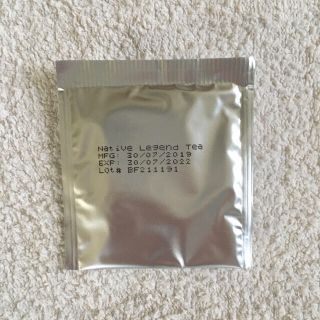 Native Legend Tea
MFG: 30/07/2019
EXP: 30/07/2022
Lot# BF211191